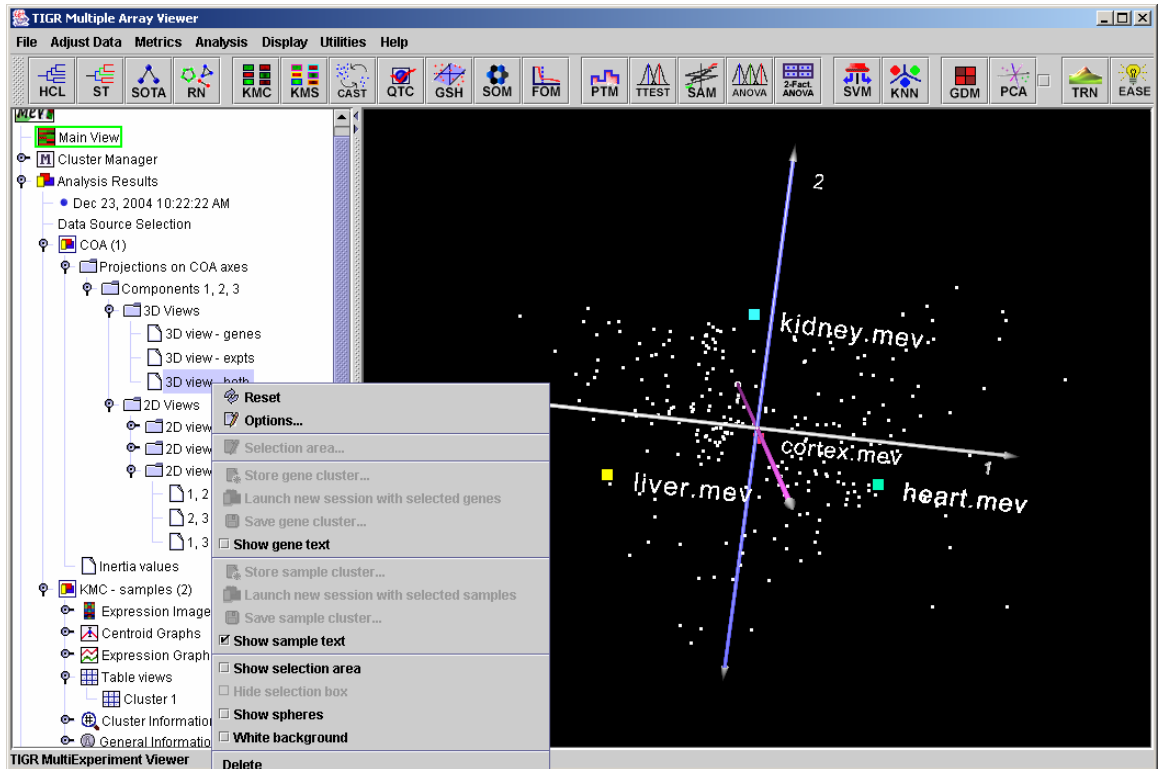 TIGR Multiple Array Viewer
File Adjust Data Metrics Analysis Display Utilities Help
HCL ST SOTA RN KMC KMS CAST QTC GSH SOM FOM PTM TTEST SAM ANOVA 2-Fact. ANOVA SVM KNN GDM PCA TRN EASE
MeV
Main View
M Cluster Manager
Analysis Results
Dec 23, 2004 10:22:22 AM
Data Source Selection
COA (1)
Projections on COA axes
Components 1, 2, 3
3D Views
3D view - genes
3D view - expts
3D view - both
2D Views
2D view
2D view
2D view
1, 2
2, 3
1, 3
Inertia values
KMC - samples (2)
Expression Image
Centroid Graphs
Expression Graph
Table views
Cluster 1
Cluster Informatio
General Informatio
Reset
Options...
Selection area...
Store gene cluster...
Launch new session with selected genes
Save gene cluster...
Show gene text
Store sample cluster...
Launch new session with selected samples
Save sample cluster...
Show sample text
Show selection area
Hide selection box
Show spheres
White background
Delete
2
kidney.mev
cortex.mev
1
liver.mev
heart.mev
TIGR MultiExperiment Viewer